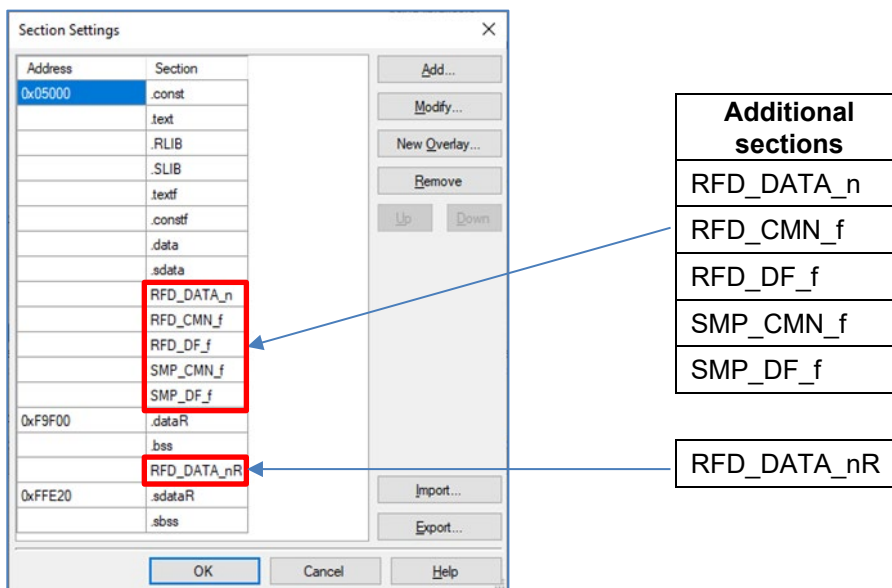 Section Settings
Address Section
0x05000 .const
.text
.RLIB
.SLIB
.textf
.constf
.data
.sdata
RFD_DATA_n
RFD_CMN_f
RFD_DF_f
SMP_CMN_f
SMP_DF_f
0xF9F00 .dataR
.bss
RFD_DATA_nR
0xFFE20 .sdataR
.sbss
Add...
Modify...
New Overlay...
Remove
Up Down
Import...
Export...
OK Cancel Help
Additional
sections
RFD_DATA_n
RFD_CMN_f
RFD_DF_f
SMP_CMN_f
SMP_DF_f
RFD_DATA_nR